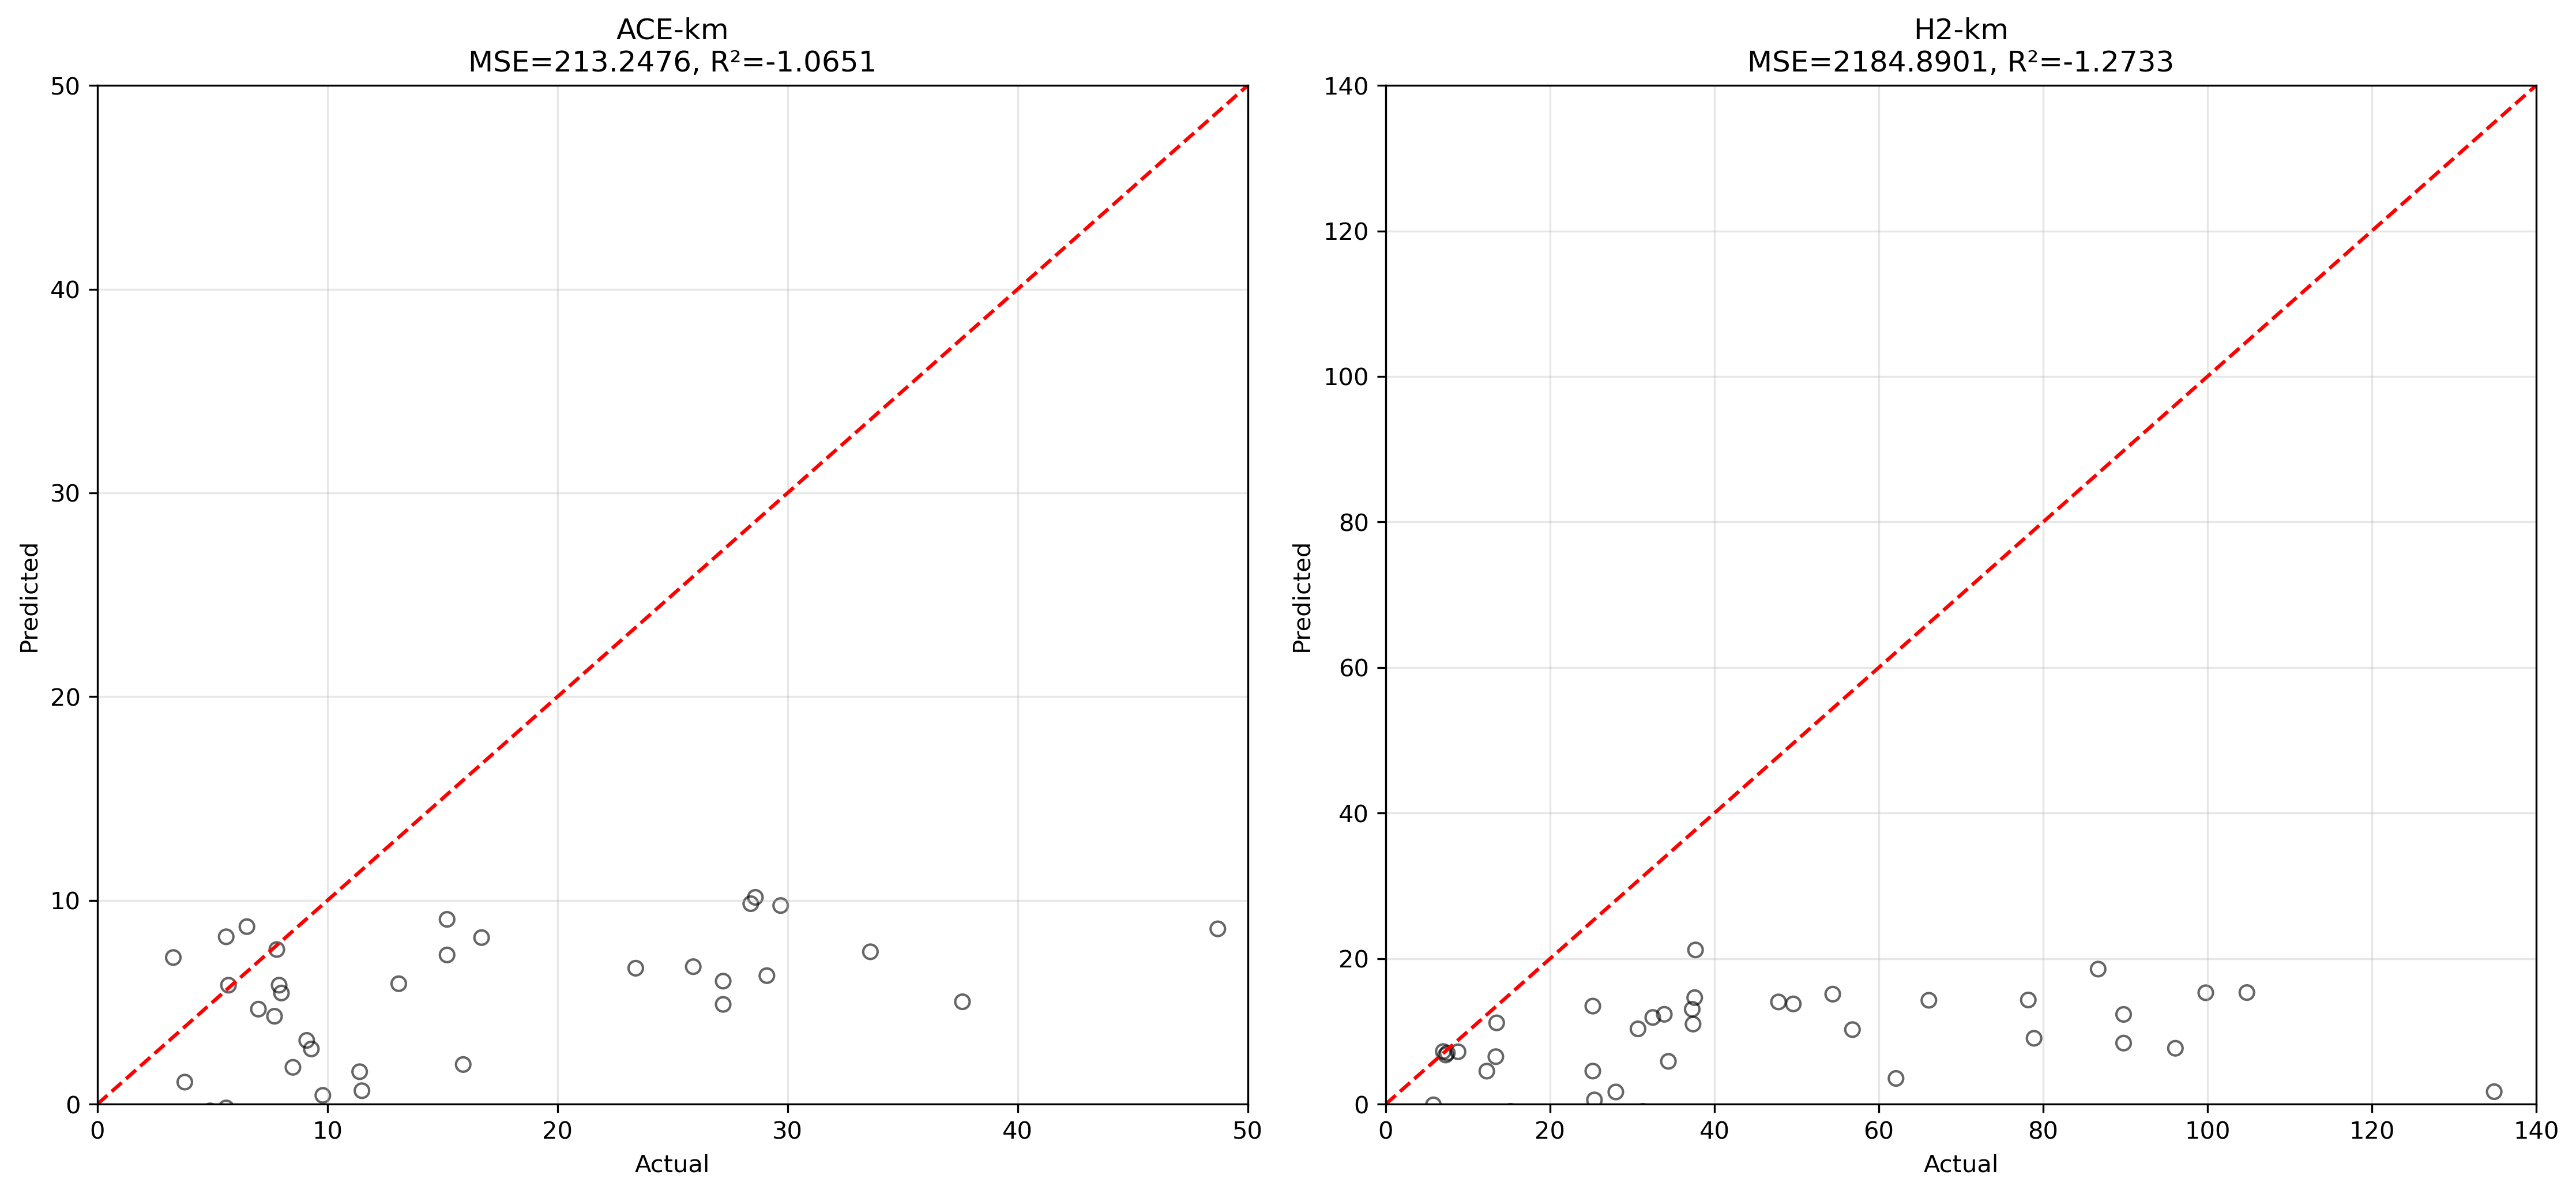 ACE-km
MSE=213.2476, R²=-1.0651
50
40
30
20
10
0
Predicted
0 10 20 30 40 50
Actual
H2-km
MSE=2184.8901, R²=-1.2733
140
120
100
80
60
40
20
0
Predicted
0 20 40 60 80 100 120 140
Actual